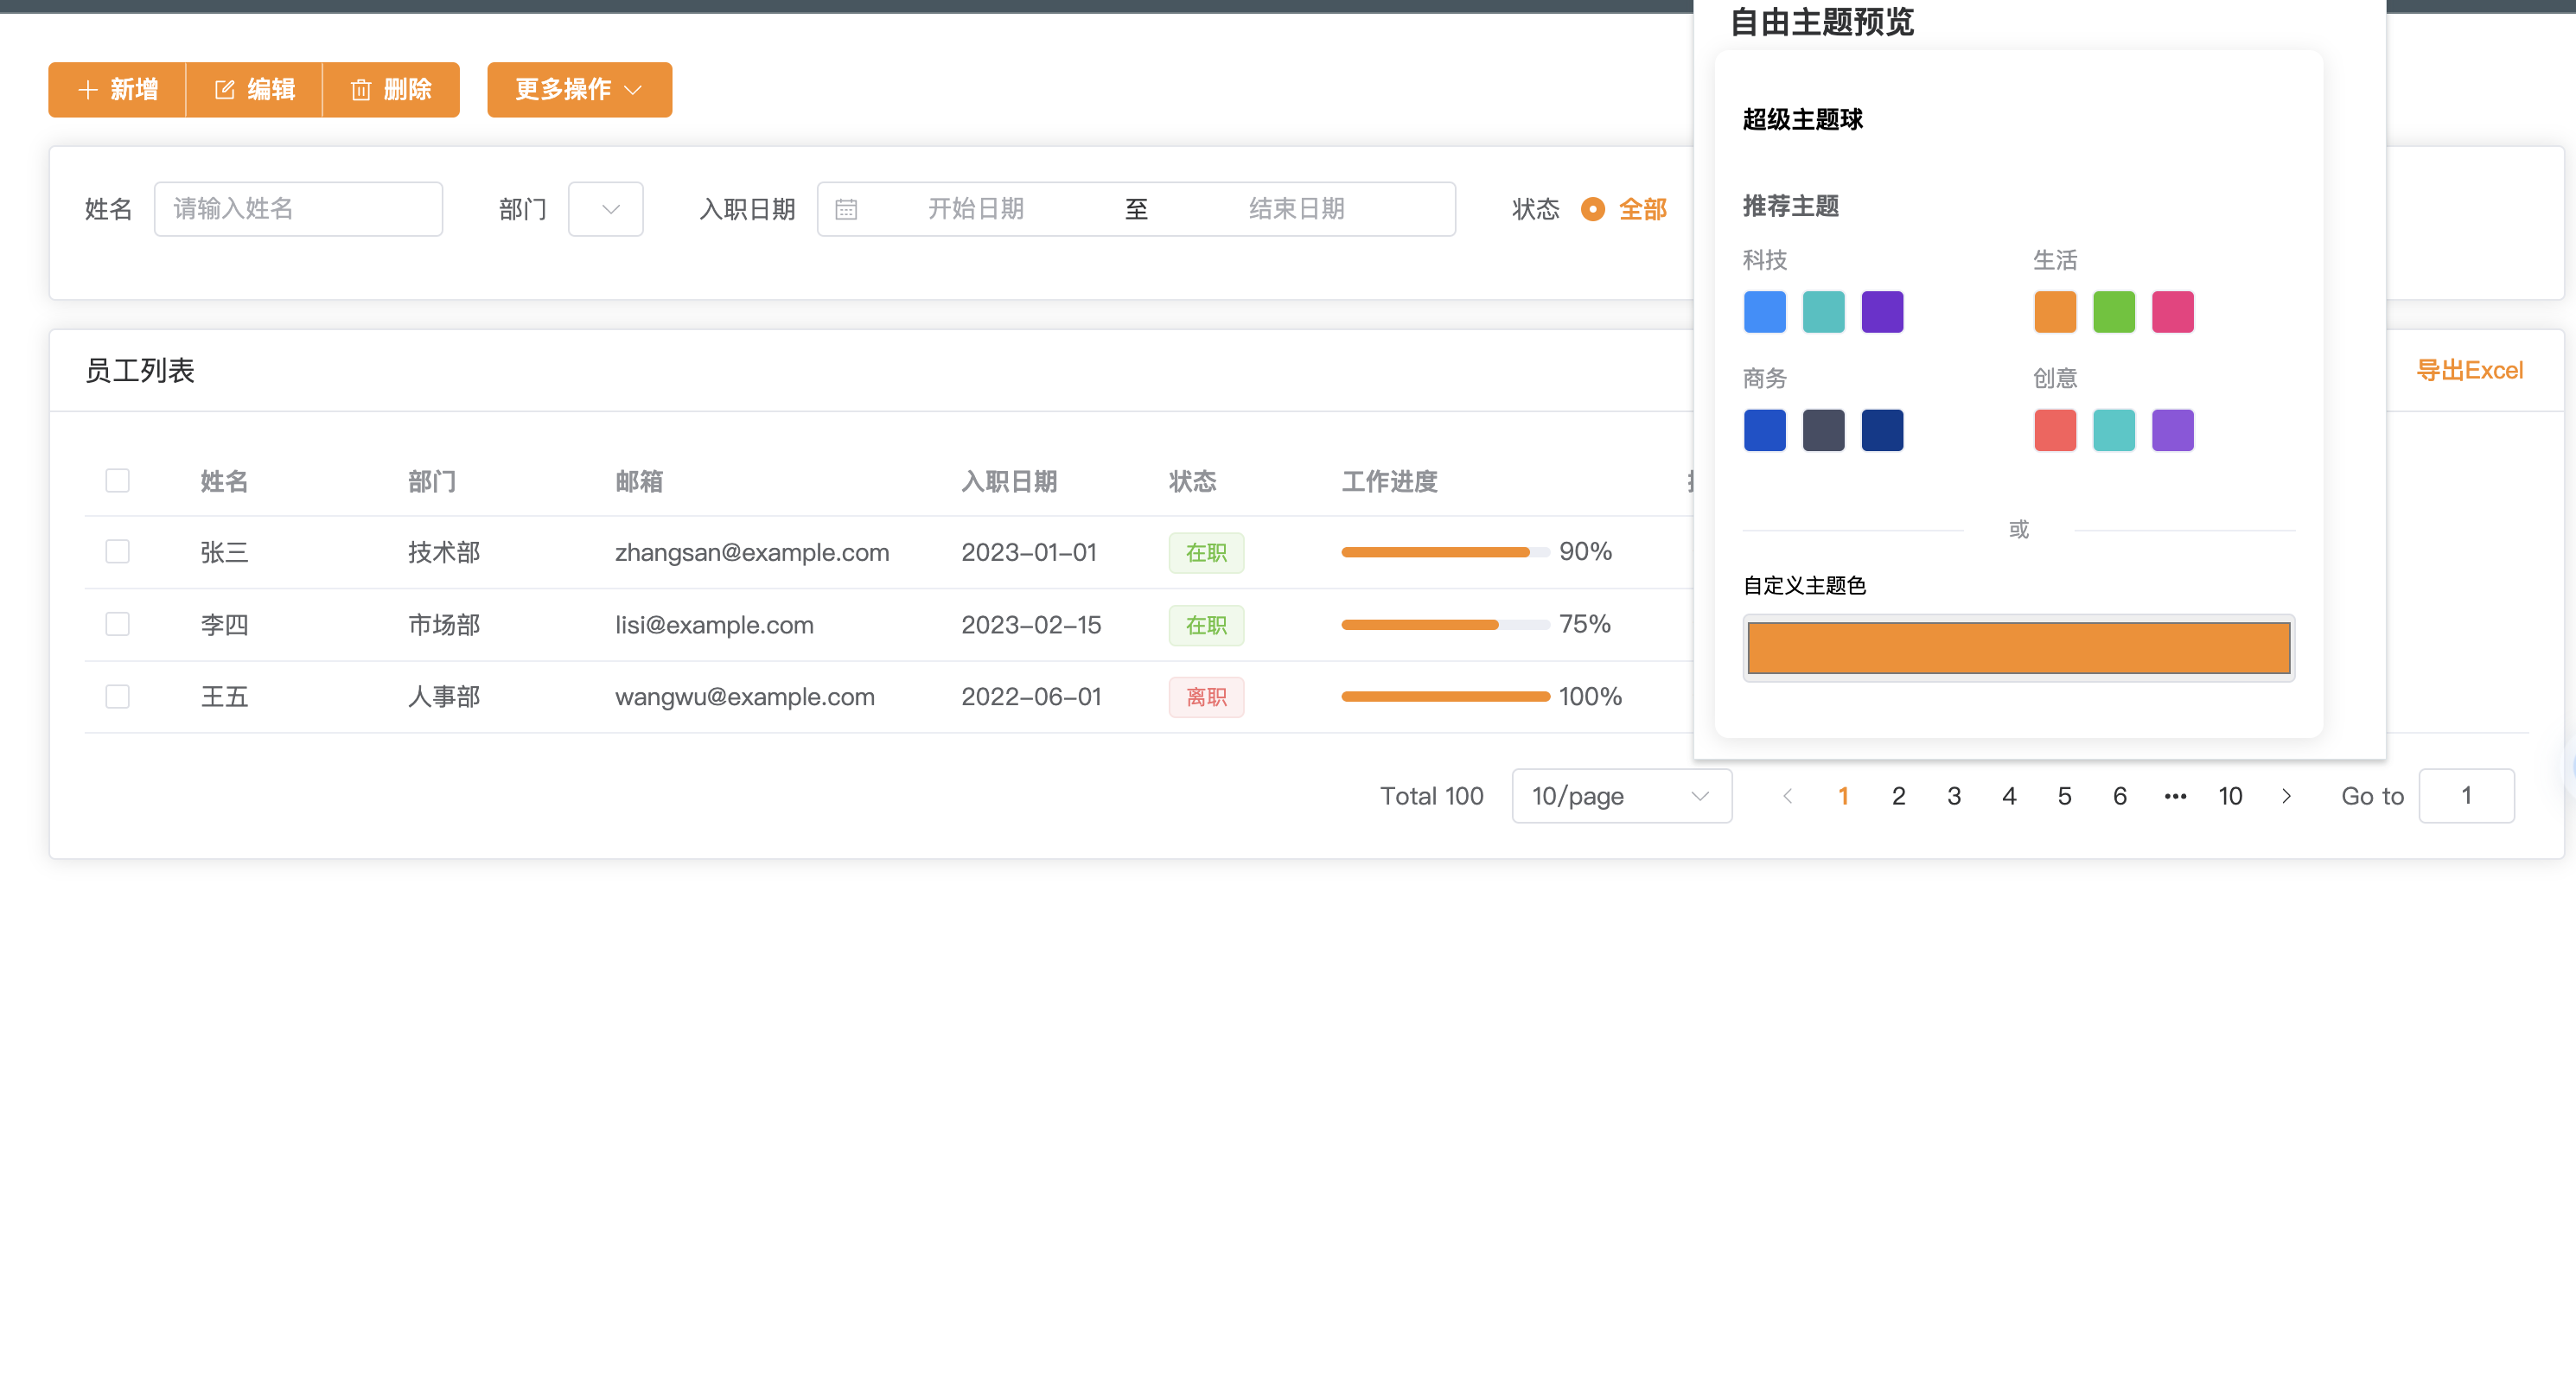 自由主题预览
新增 编辑 删除 更多操作
超级主题球
姓名 请输入姓名 部门 入职日期 开始日期 至 结束日期 状态 全部
推荐主题
科技 生活
员工列表 导出Excel
商务 创意
姓名 部门 邮箱 入职日期 状态 工作进度
张三 技术部 zhangsan@example.com 2023-01-01 在职 90%
或
自定义主题色
李四 市场部 lisi@example.com 2023-02-15 在职 75%
王五 人事部 wangwu@example.com 2022-06-01 离职 100%
Total 100 10/page 1 2 3 4 5 6 ••• 10 Go to 1